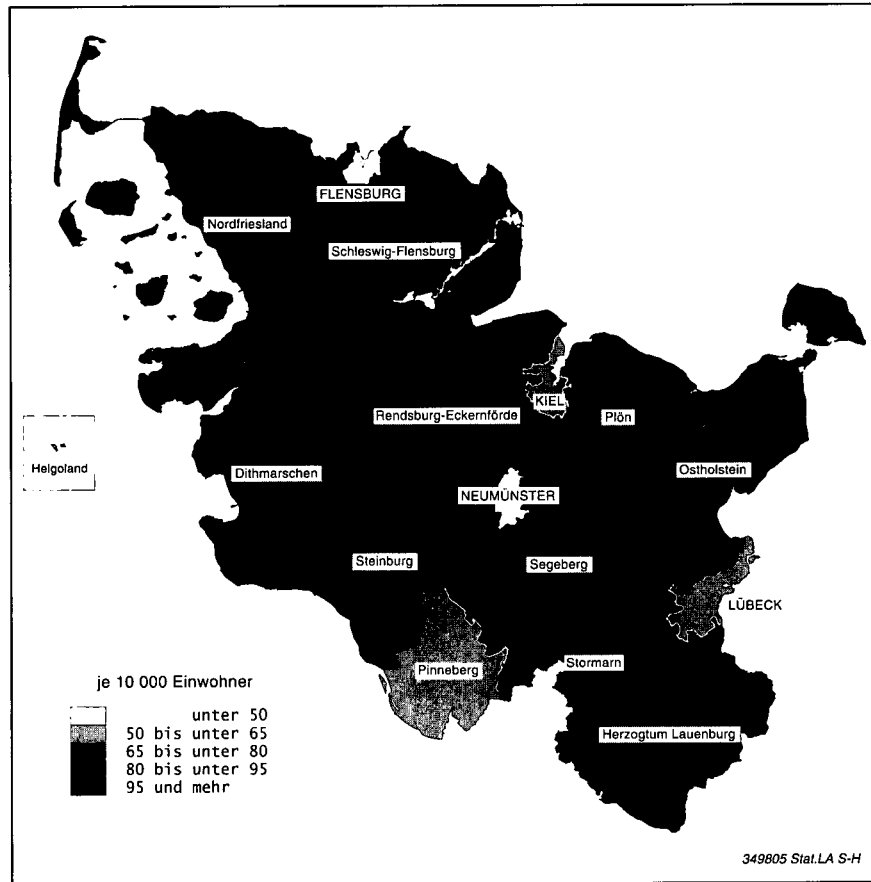 FLENSBURG
Nordfriesland
Schleswig-Flensburg
KIEL
Rendsburg-Eckernförde
Plön
Helgoland
Dithmarschen
Ostholstein
NEUMÜNSTER
Steinburg
Segeberg
LÜBECK
Pinneberg
Stormarn
Herzogtum Lauenburg
je 10 000 Einwohner
unter 50
50 bis unter 65
65 bis unter 80
80 bis unter 95
95 und mehr
349805 Stat.LA S-H